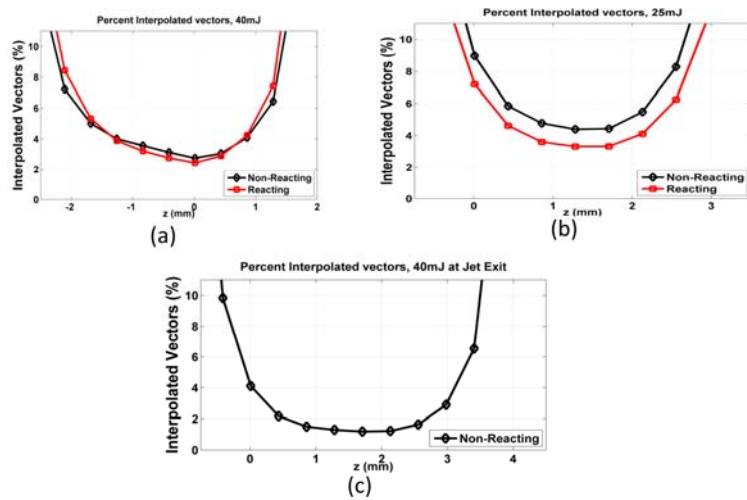 Percent Interpolated vectors, 40mJ
Interpolated Vectors (%)
10
8
6
4
2
0
-2
-1
0
1
2
z (mm)
Non-Reacting
Reacting
(a)
Percent Interpolated vectors, 25mJ
Interpolated Vectors (%)
10
8
6
4
2
0
0
1
2
3
z (mm)
Non-Reacting
Reacting
(b)
Percent Interpolated vectors, 40mJ at Jet Exit
Interpolated Vectors (%)
10
8
6
4
2
0
0
1
2
3
4
z (mm)
Non-Reacting
(c)